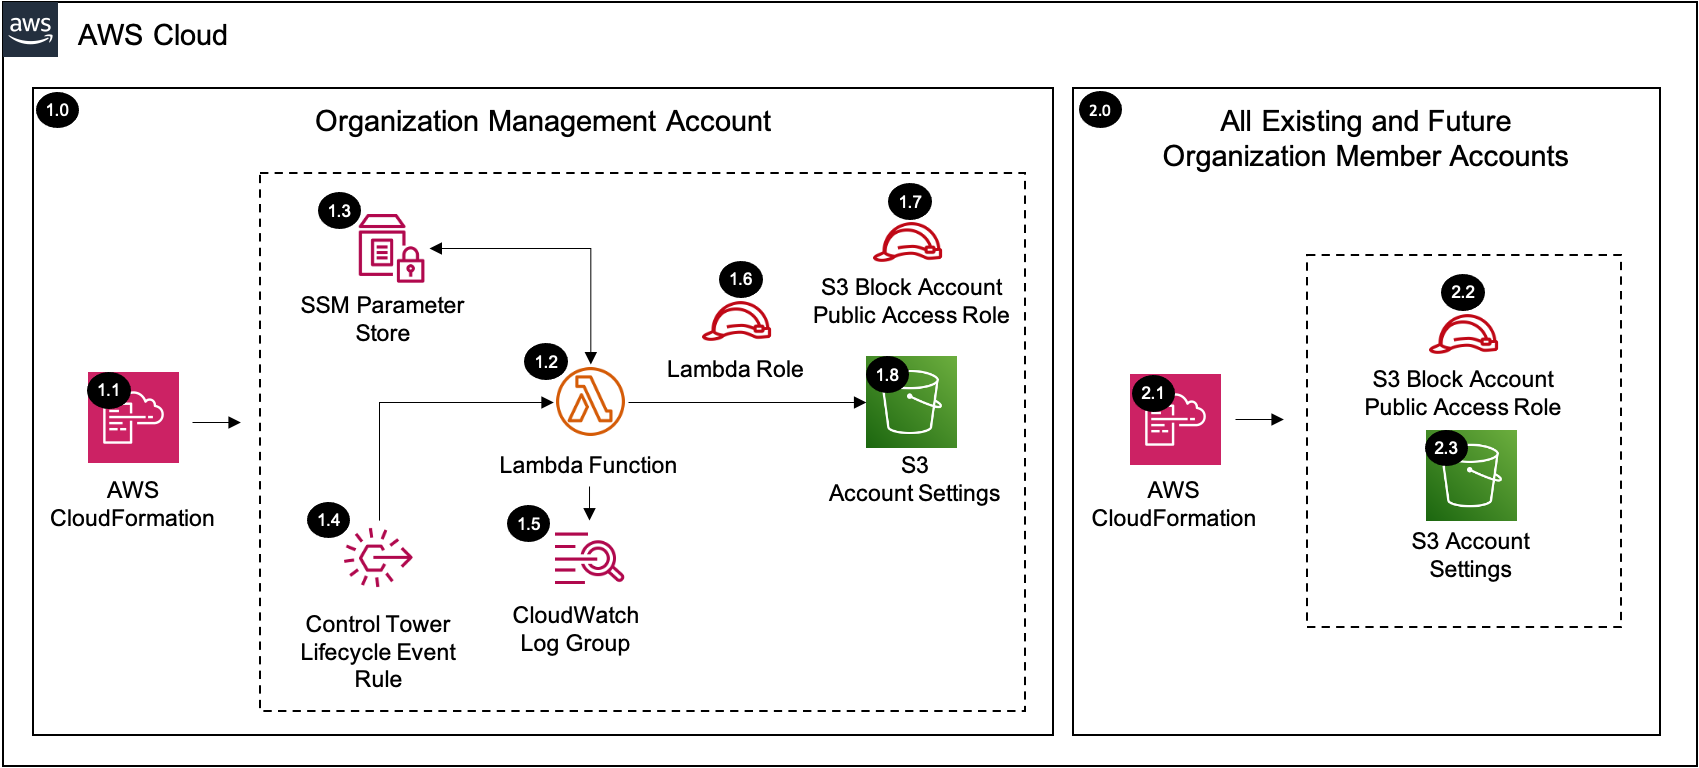 aws
AWS Cloud
1.0
Organization Management Account
1.3
SSM Parameter
Store
1.7
S3 Block Account
Public Access Role
1.6
Lambda Role
1.2
Lambda Function
1.8
S3
Account Settings
1.1
AWS
CloudFormation
1.4
Control Tower
Lifecycle Event
Rule
1.5
CloudWatch
Log Group
2.0
All Existing and Future
Organization Member Accounts
2.2
S3 Block Account
Public Access Role
2.1
AWS
CloudFormation
2.3
S3 Account
Settings